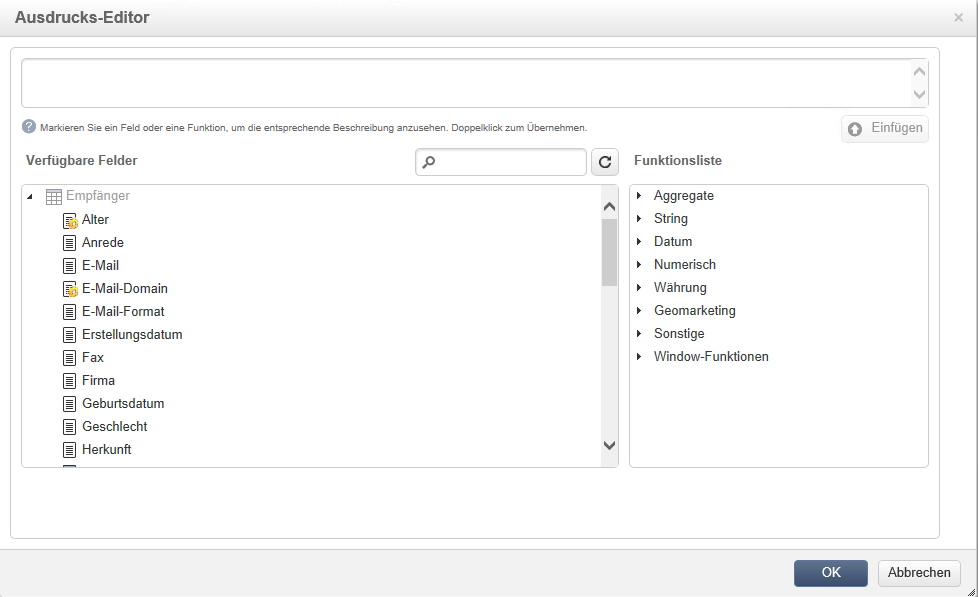 Ausdrucks-Editor
Markieren Sie ein Feld oder eine Funktion, um die entsprechende Beschreibung anzusehen. Doppelklick zum Übernehmen.
Einfügen
Verfügbare Felder
Funktionsliste
Empfänger
Alter
Anrede
E-Mail
E-Mail-Domain
E-Mail-Format
Erstellungsdatum
Fax
Firma
Geburtsdatum
Geschlecht
Herkunft
Aggregate
String
Datum
Numerisch
Währung
Geomarketing
Sonstige
Window-Funktionen
OK
Abbrechen